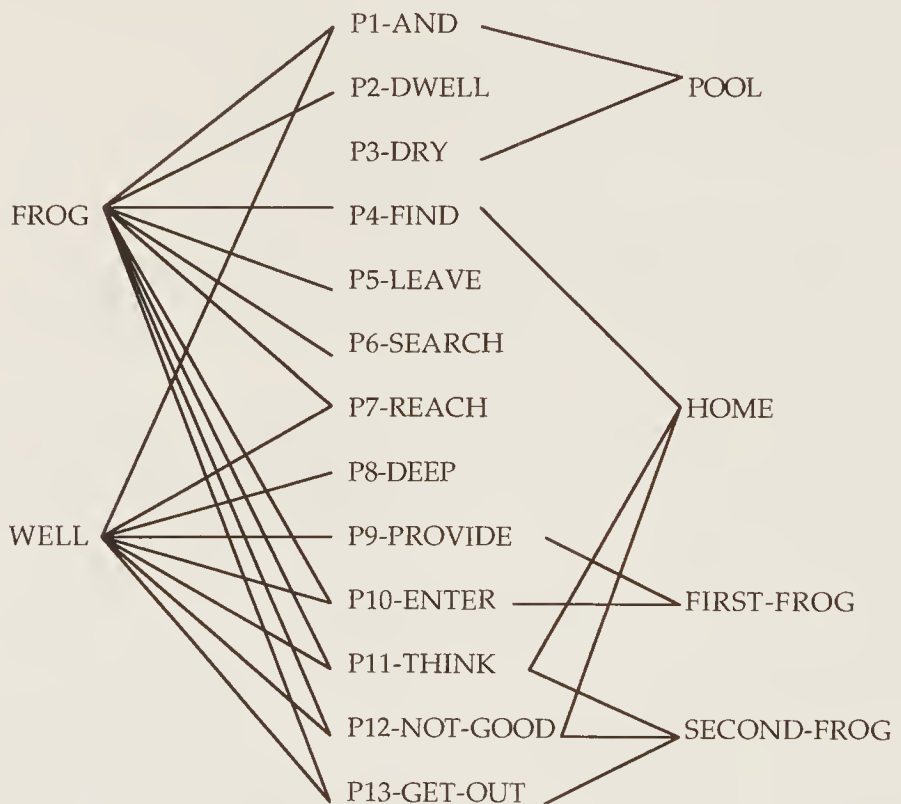 P1-AND
P2-DWELL
POOL
P3-DRY
FROG
P4-FIND
P5-LEAVE
P6-SEARCH
P7-REACH
HOME
P8-DEEP
WELL
P9-PROVIDE
P10-ENTER
FIRST-FROG
P11-THINK
P12-NOT-GOOD
SECOND-FROG
P13-GET-OUT